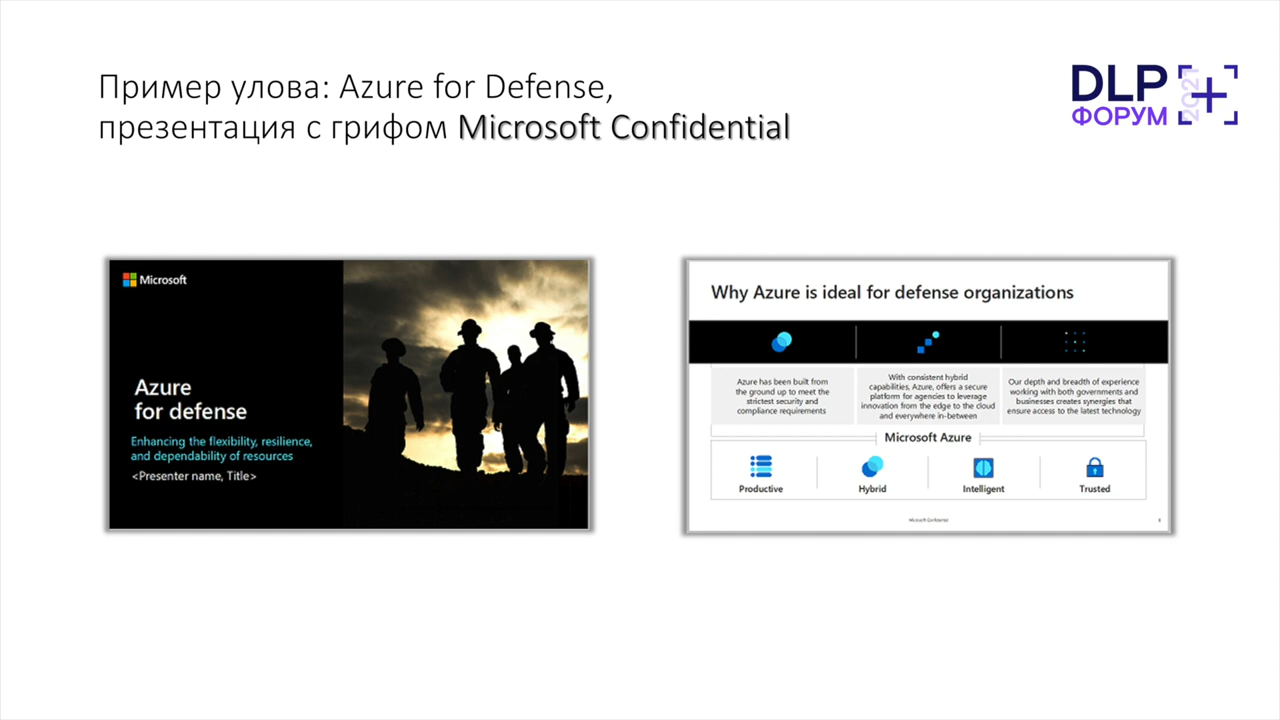 Пример улова: Azure for Defense,
презентация с грифом Microsoft Confidential
DLP
ФОРУМ
2021
Microsoft
Azure
for defense
Enhancing the flexibility, resilience,
and dependability of resources
<Presenter name, Title>
Why Azure is ideal for defense organizations
Azure has been built from
the ground up to meet the
strictest security and
compliance requirements
With consistent hybrid
capabilities, Azure, offers a secure
platform for agencies to leverage
innovation from the edge to the cloud
and everywhere in-between
Our depth and breadth of experience
working with both governments and
businesses creates synergies that
ensure access to the latest technology
Microsoft Azure
Productive
Hybrid
Intelligent
Trusted
Microsoft Confidential